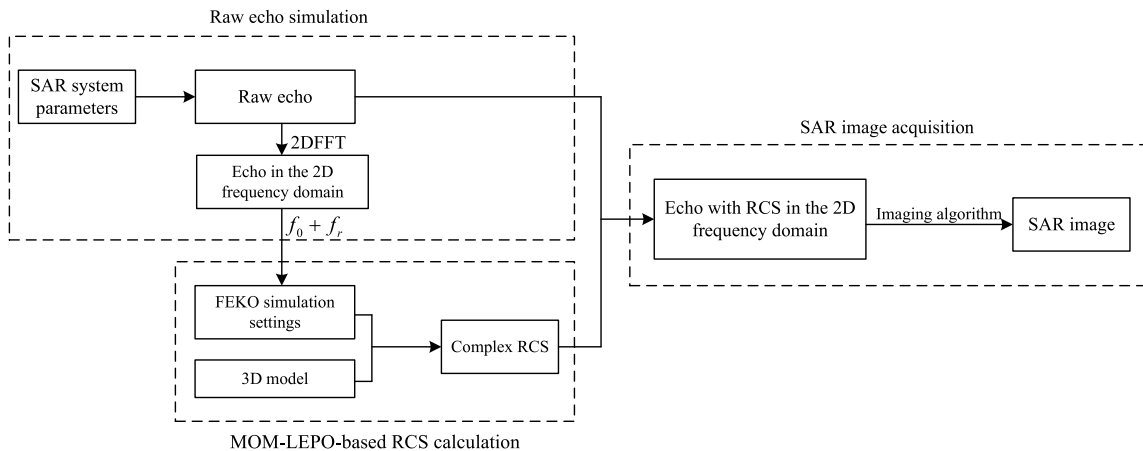 Raw echo simulation
SAR system
parameters
Raw echo
2DFFT
Echo in the 2D
frequency domain
f₀ + fᵣ
FEKO simulation
settings
3D model
Complex RCS
MOM-LEPO-based RCS calculation
SAR image acquisition
Echo with RCS in the 2D
frequency domain
Imaging algorithm
SAR image